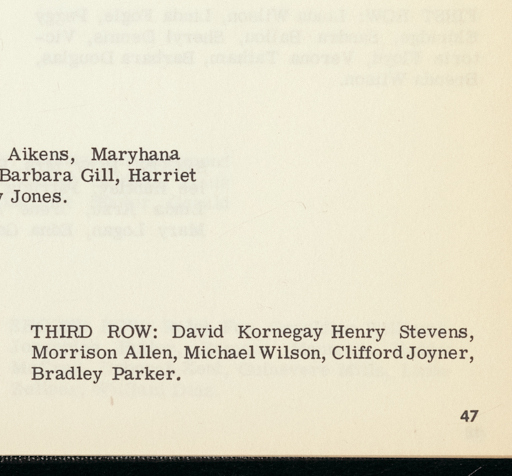 Aikens, Maryhana
Barbara Gill, Harriet
Jones.
THIRD ROW: David Kornegay Henry Stevens,
Morrison Allen, Michael Wilson, Clifford Joyner,
Bradley Parker.
47